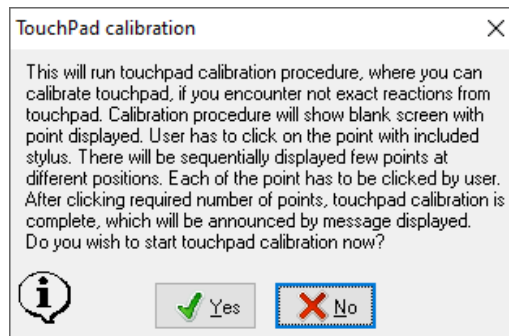 TouchPad calibration
This will run touchpad calibration procedure, where you can
calibrate touchpad, if you encounter not exact reactions from
touchpad. Calibration procedure will show blank screen with
point displayed. User has to click on the point with included
stylus. There will be sequentially displayed few points at
different positions. Each of the point has to be clicked by user.
After clicking required number of points, touchpad calibration is
complete, which will be announced by message displayed.
Do you wish to start touchpad calibration now?
Yes
No